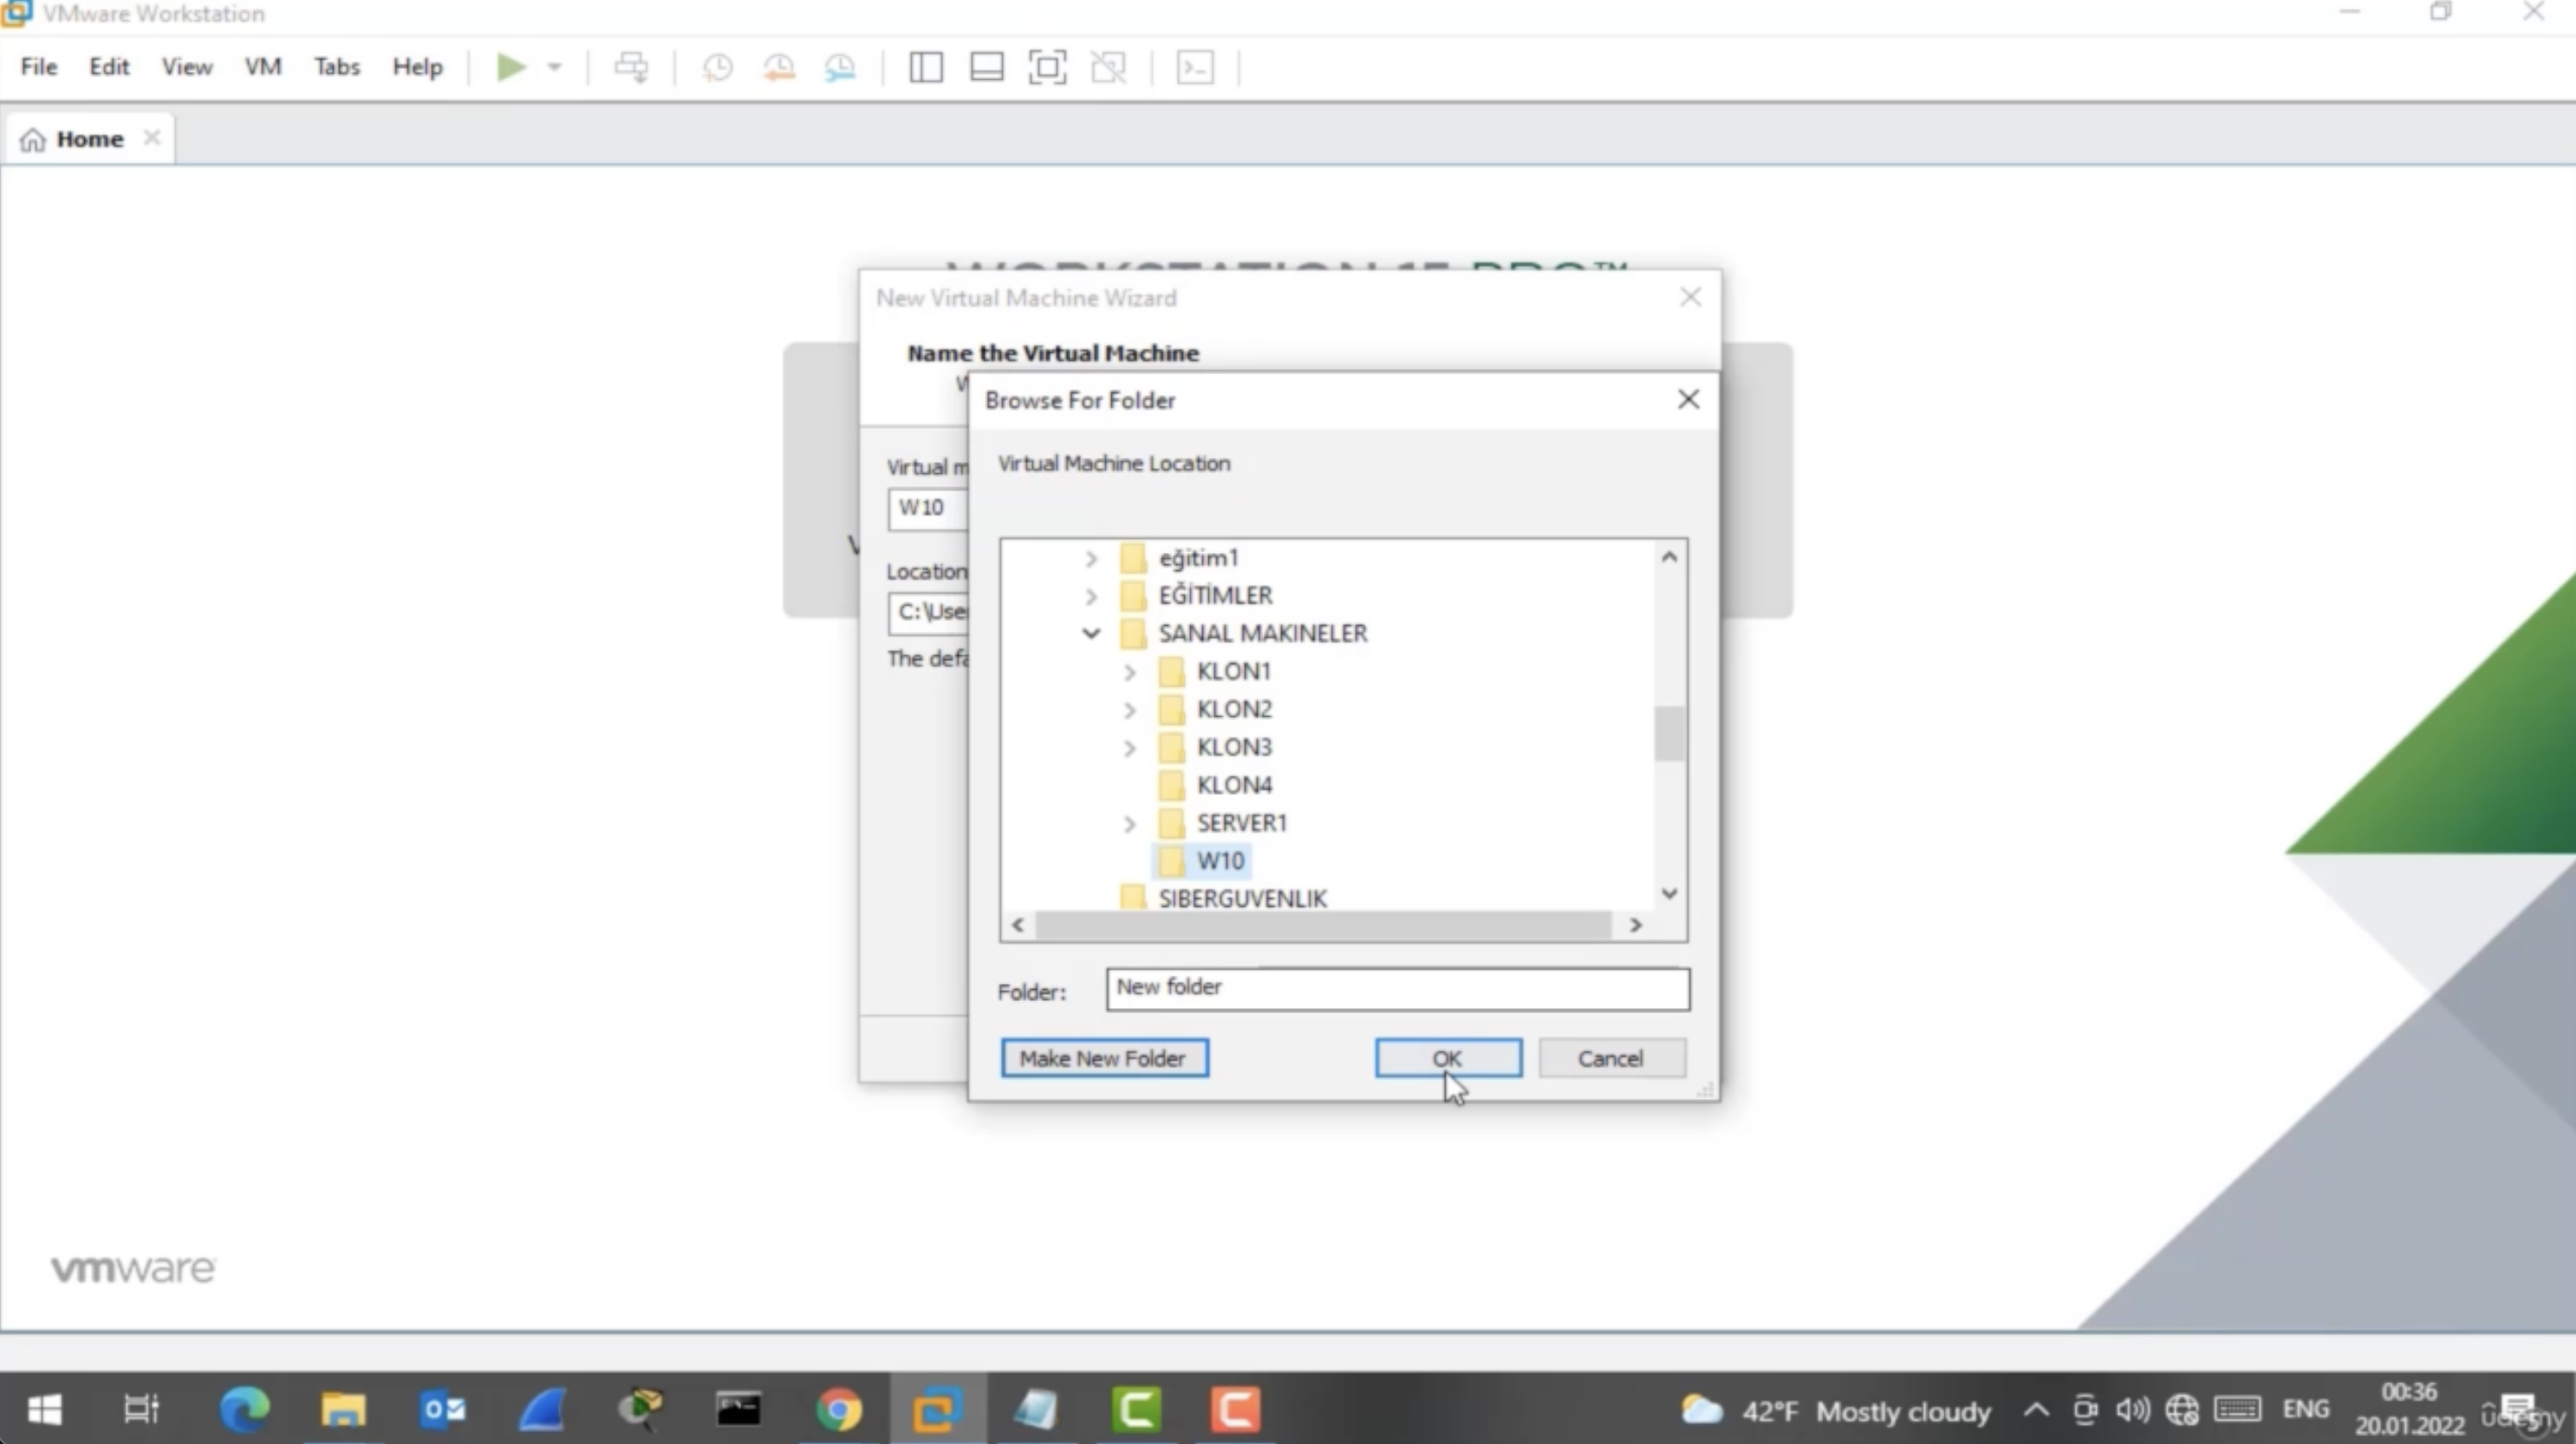 VMware Workstation
File Edit View VM Tabs Help
Home
WORKSTATION 15 PRO™
New Virtual Machine Wizard
Name the Virtual Machine
Browse For Folder
Virtual Machine Location
Virtual m
W10
Location
C:\User
The defa
eğitim1
EĞİTİMLER
SANAL MAKINELER
KLON1
KLON2
KLON3
KLON4
SERVER1
W10
SIBERGUVENLIK
Folder: New folder
Make New Folder OK Cancel
vmware
42°F Mostly cloudy ENG 00:36
20.01.2022
ûdemy